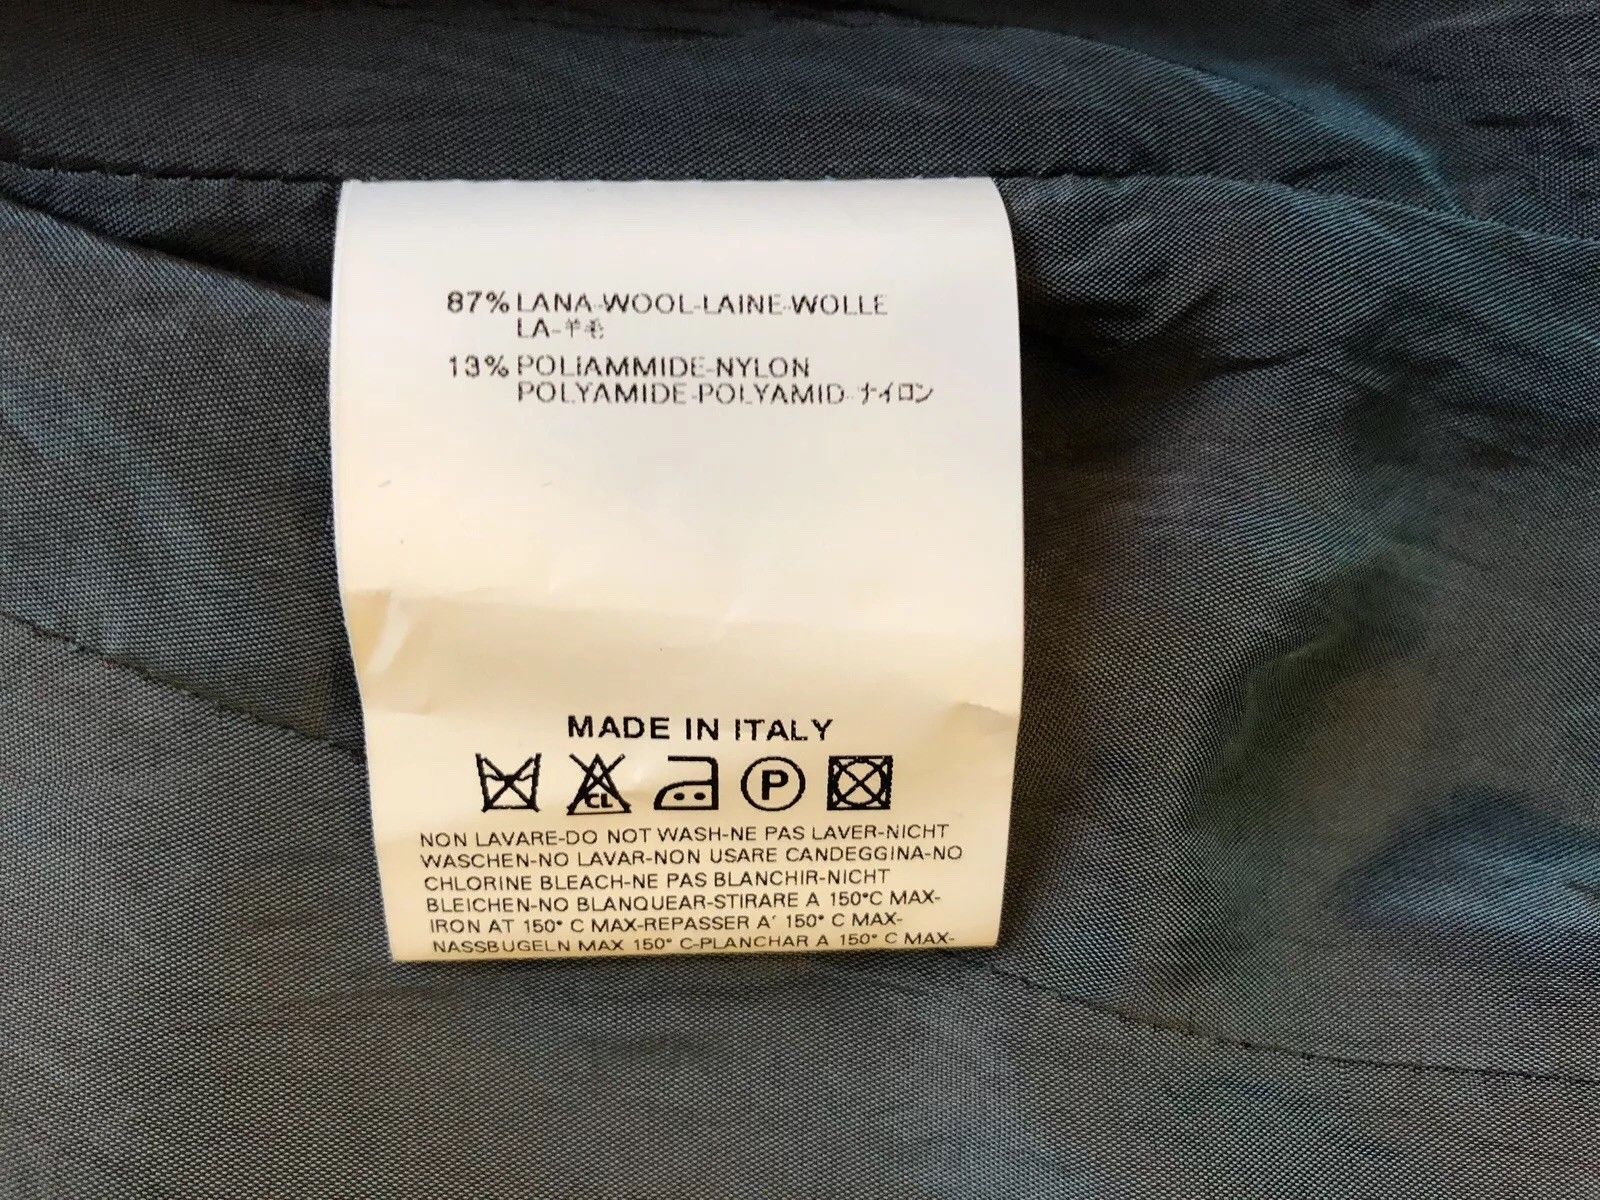 87% LANA-WOOL-LAINE-WOLLE
LA-羊毛
13% POLIAMMIDE-NYLON
POLYAMIDE-POLYAMID-ナイロン
MADE IN ITALY
CL P
NON LAVARE-DO NOT WASH-NE PAS LAVER-NICHT
WASCHEN-NO LAVAR-NON USARE CANDEGGINA-NO
CHLORINE BLEACH-NE PAS BLANCHIR-NICHT
BLEICHEN-NO BLANQUEAR-STIRARE A 150°C MAX-
IRON AT 150° C MAX-REPASSER A' 150° C MAX-
NASSBUGELN MAX 150° C-PLANCHAR A 150° C MAX-